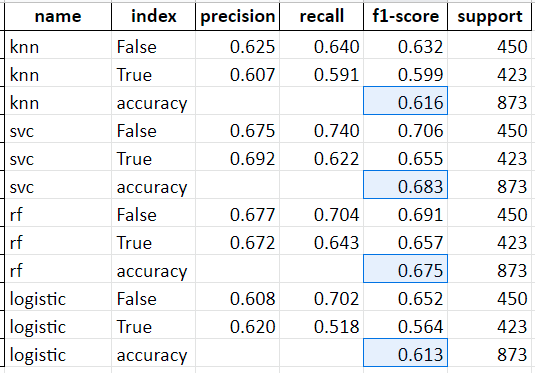 name index precision recall f1-score support
knn False 0.625 0.640 0.632 450
knn True 0.607 0.591 0.599 423
knn accuracy 0.616 873
svc False 0.675 0.740 0.706 450
svc True 0.692 0.622 0.655 423
svc accuracy 0.683 873
rf False 0.677 0.704 0.691 450
rf True 0.672 0.643 0.657 423
rf accuracy 0.675 873
logistic False 0.608 0.702 0.652 450
logistic True 0.620 0.518 0.564 423
logistic accuracy 0.613 873